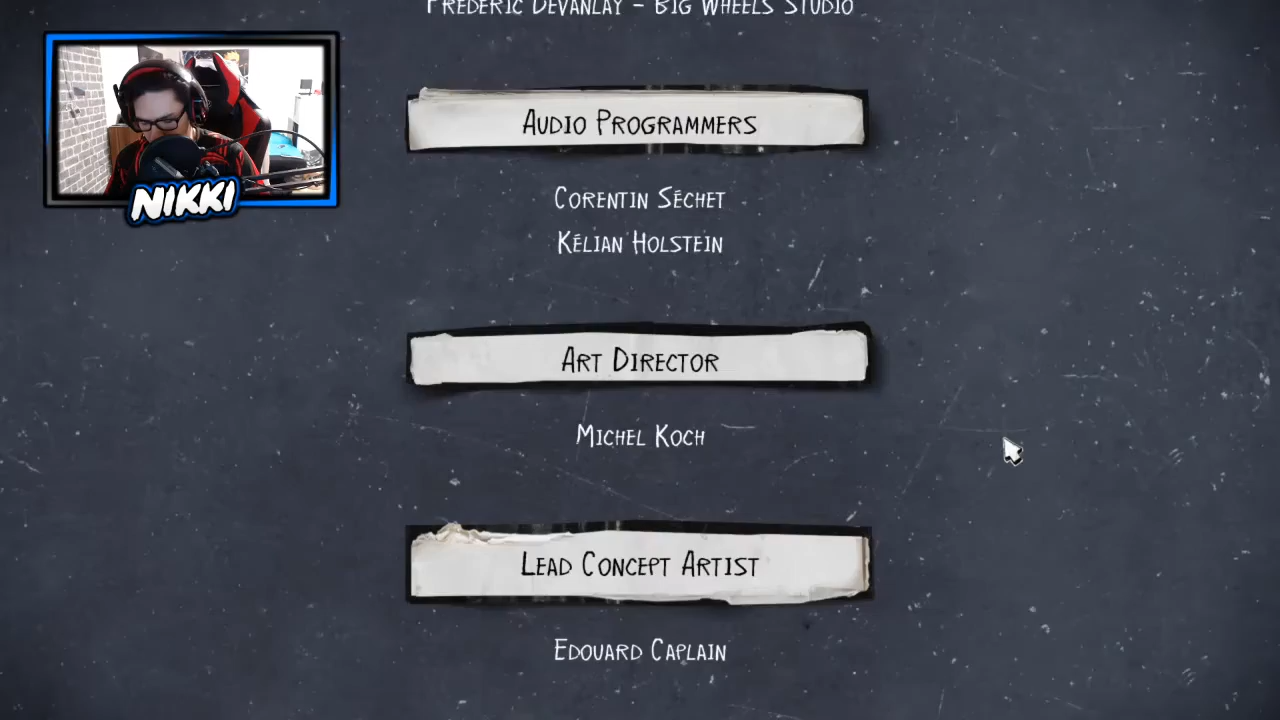 Frédéric Devanlay – Big Wheels Studio
NIKKI
Audio Programmers
Corentin Séchet
Kélian Holstein
Art Director
Michel Koch
Lead Concept Artist
Edouard Caplain